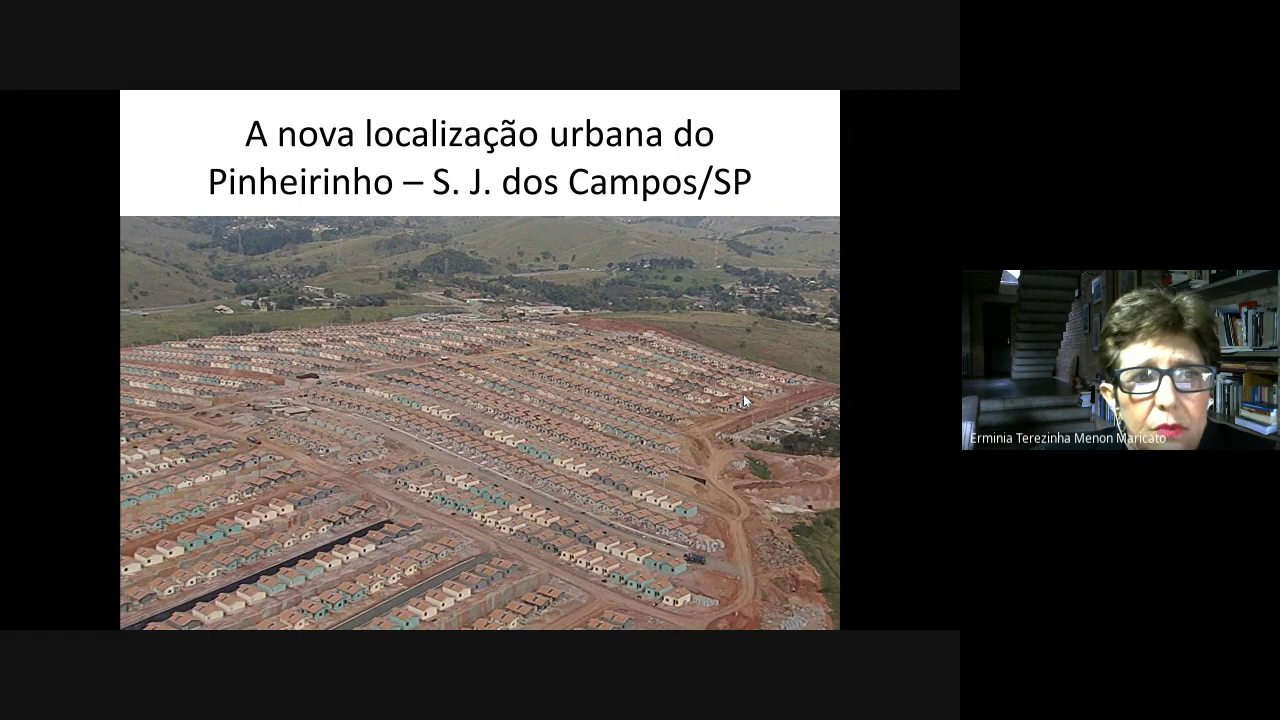 A nova localização urbana do
Pinheirinho – S. J. dos Campos/SP
Erminia Terezinha Menon Maricato